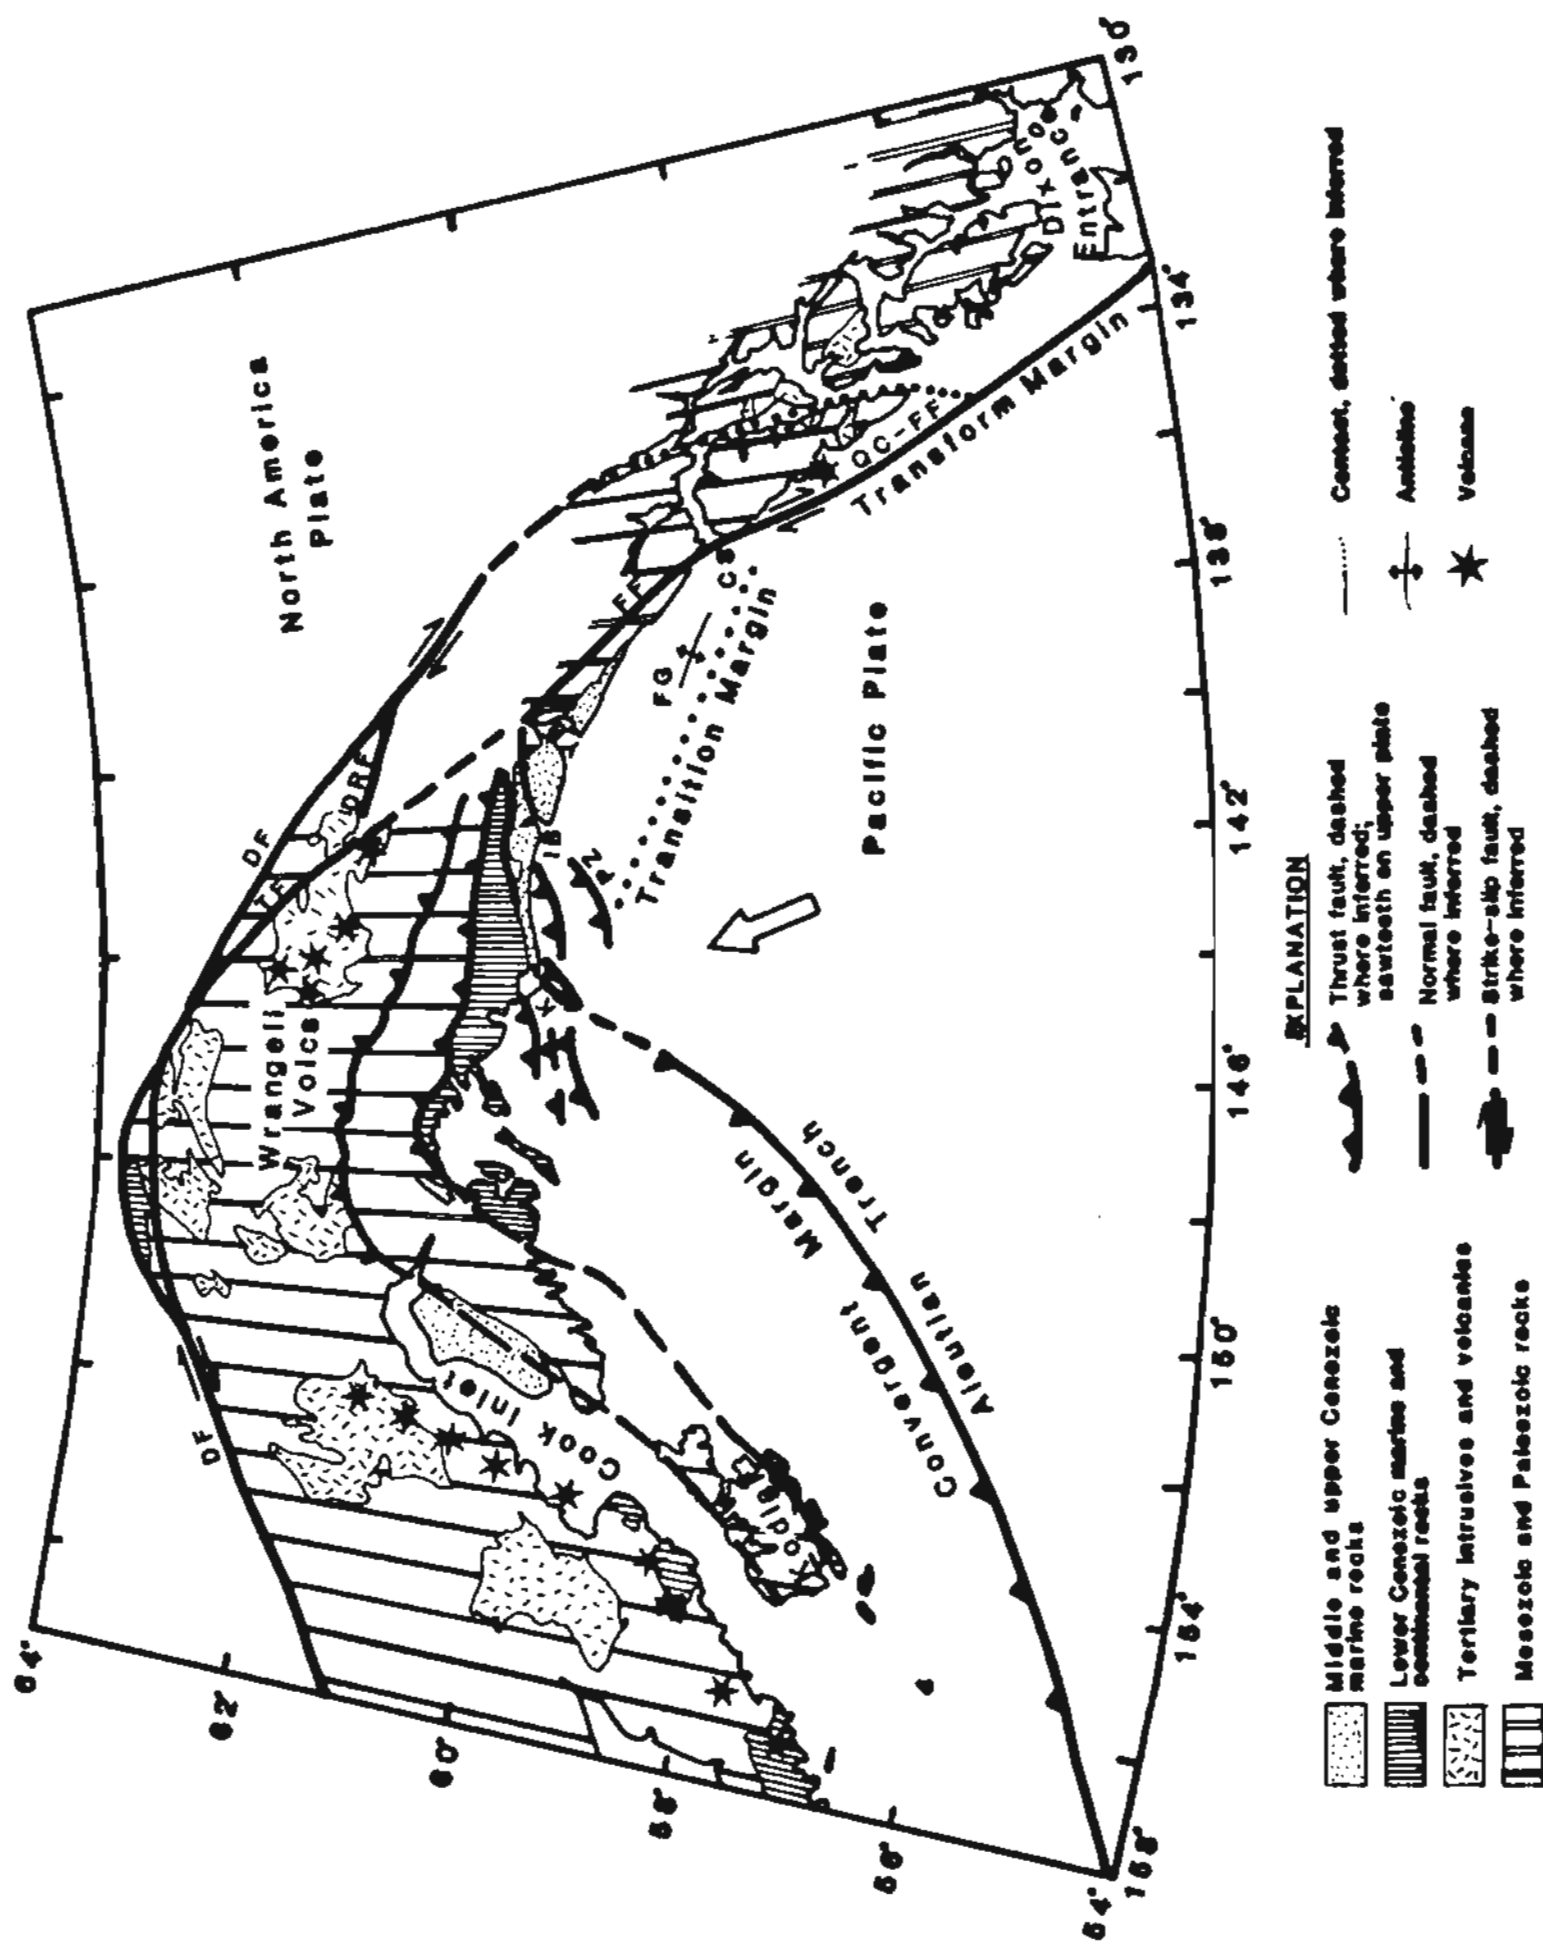 North America
Plate
DF
TF
DRF
Wrangell
Volcs
DF
Cook Inlet
FF
FG
CS
IB
PZ
K
QC-FF
Transform Margin
Transition Margin
Dixon
Entrance
Pacific Plate
Convergent Margin
Aleutian Trench
64°
62°
60°
58°
56°
54°
158°
154°
150°
146°
142°
138°
134°
130°
EXPLANATION
Middle and upper Cenozoic
marine rocks
Lower Cenozoic marine and
continental rocks
Tertiary intrusives and volcanics
Mesozoic and Paleozoic rocks
Thrust fault, dashed
where inferred;
sawteeth on upper plate
Normal fault, dashed
where inferred
Strike-slip fault, dashed
where inferred
Contact, dotted where inferred
Anticline
Volcano